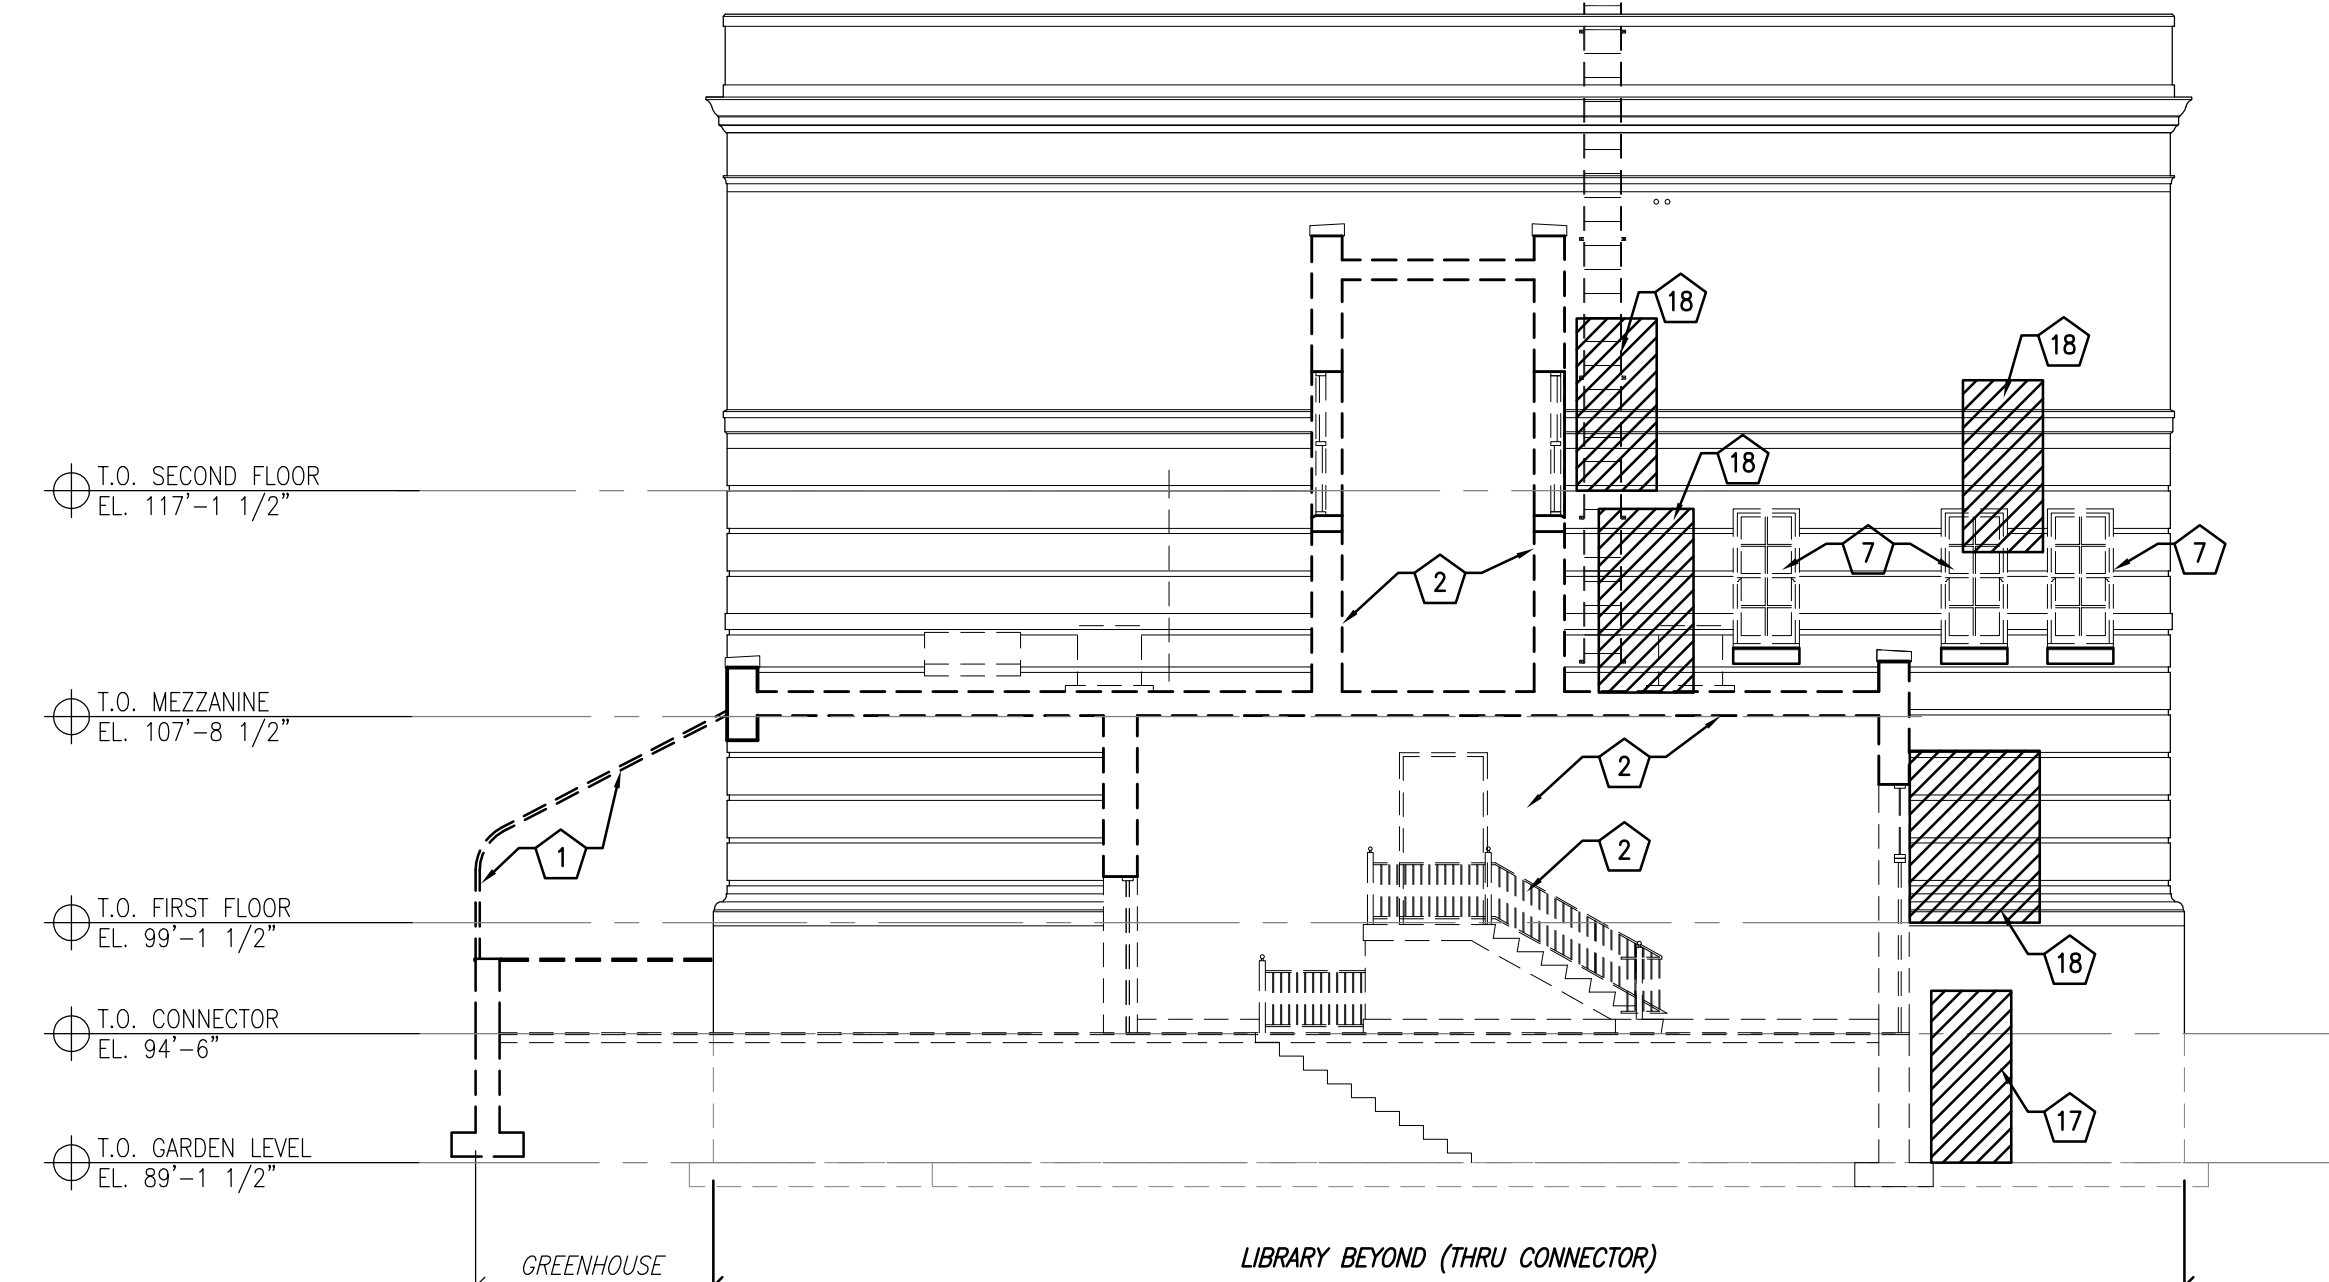 18
18
18
T.O. SECOND FLOOR
EL. 117'-1 1/2"
7
7
2
T.O. MEZZANINE
EL. 107'-8 1/2"
2
2
1
T.O. FIRST FLOOR
EL. 99'-1 1/2"
18
T.O. CONNECTOR
EL. 94'-6"
17
T.O. GARDEN LEVEL
EL. 89'-1 1/2"
GREENHOUSE
LIBRARY BEYOND (THRU CONNECTOR)